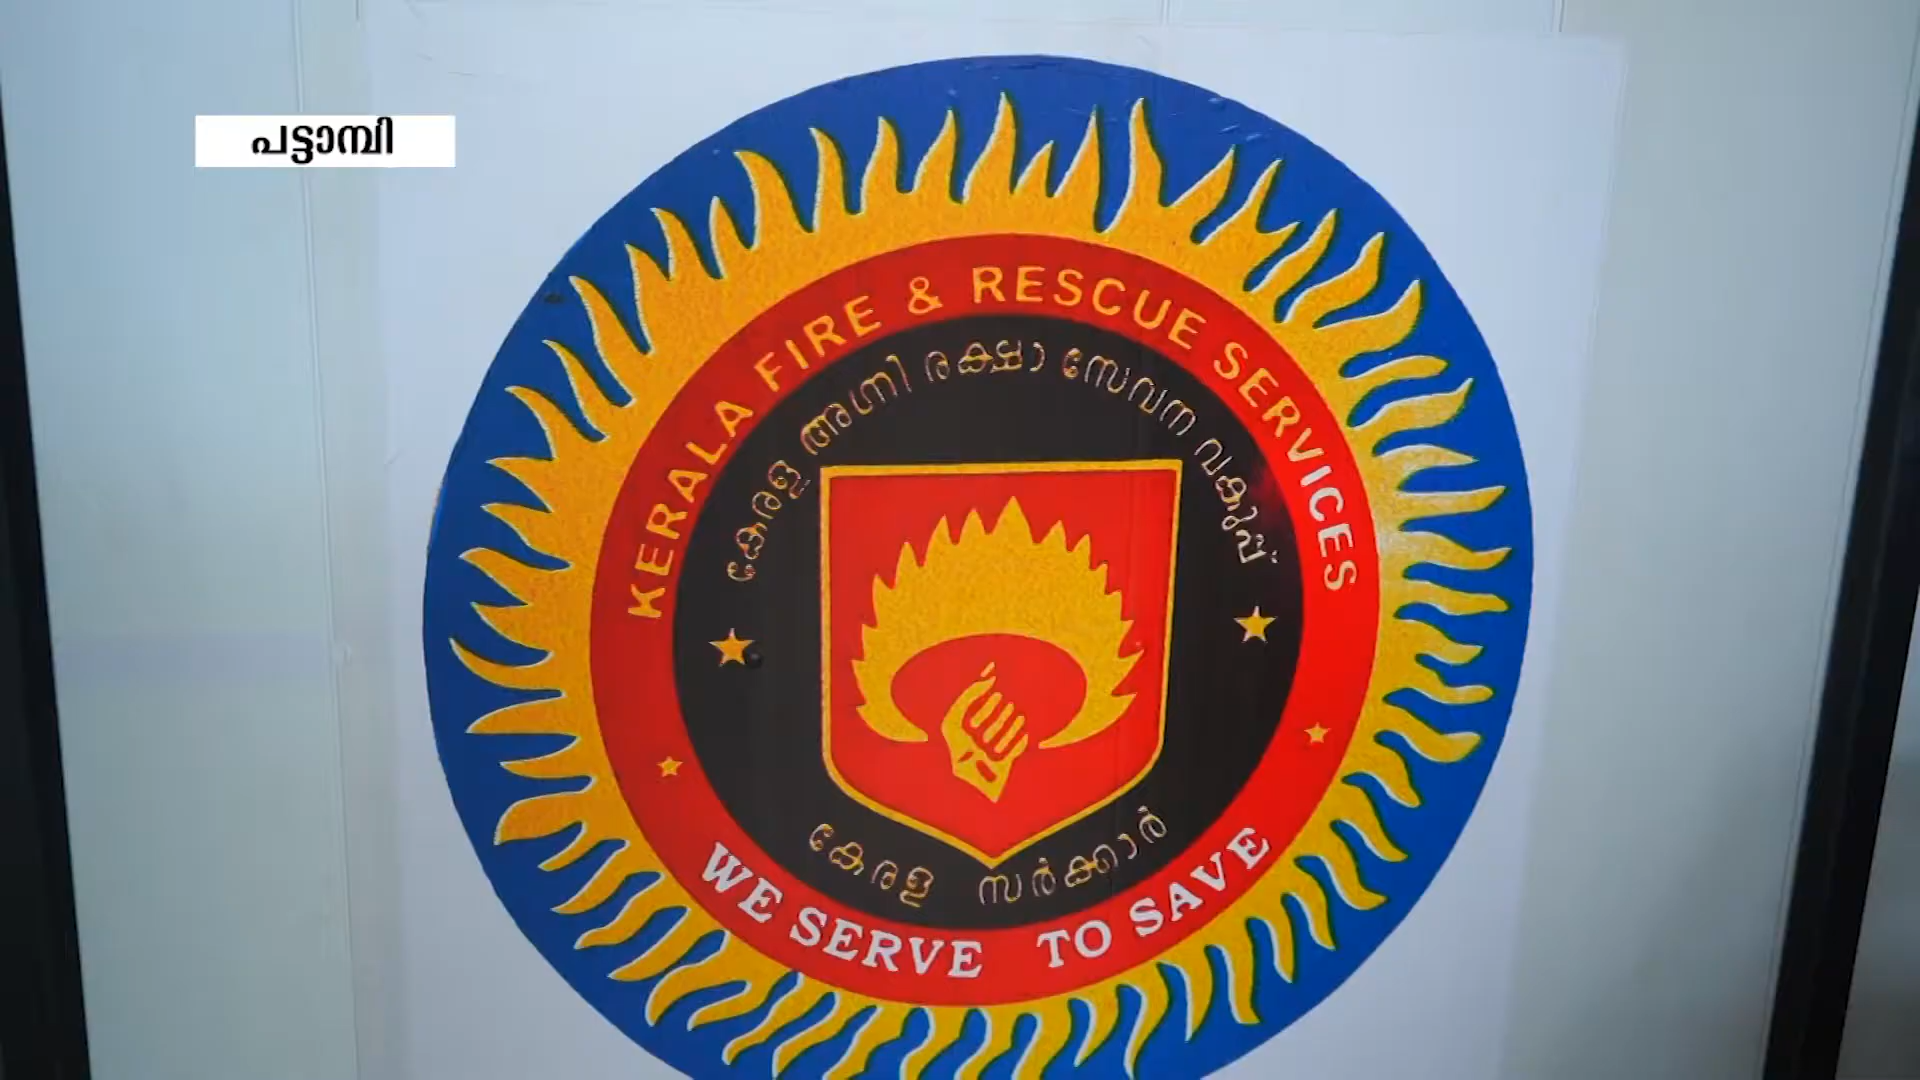 പട്ടാമ്പി
KERALA FIRE & RESCUE SERVICES
കേരള അഗ്നി രക്ഷാ സേവന വകുപ്പ്
കേരള സർക്കാർ
WE SERVE TO SAVE